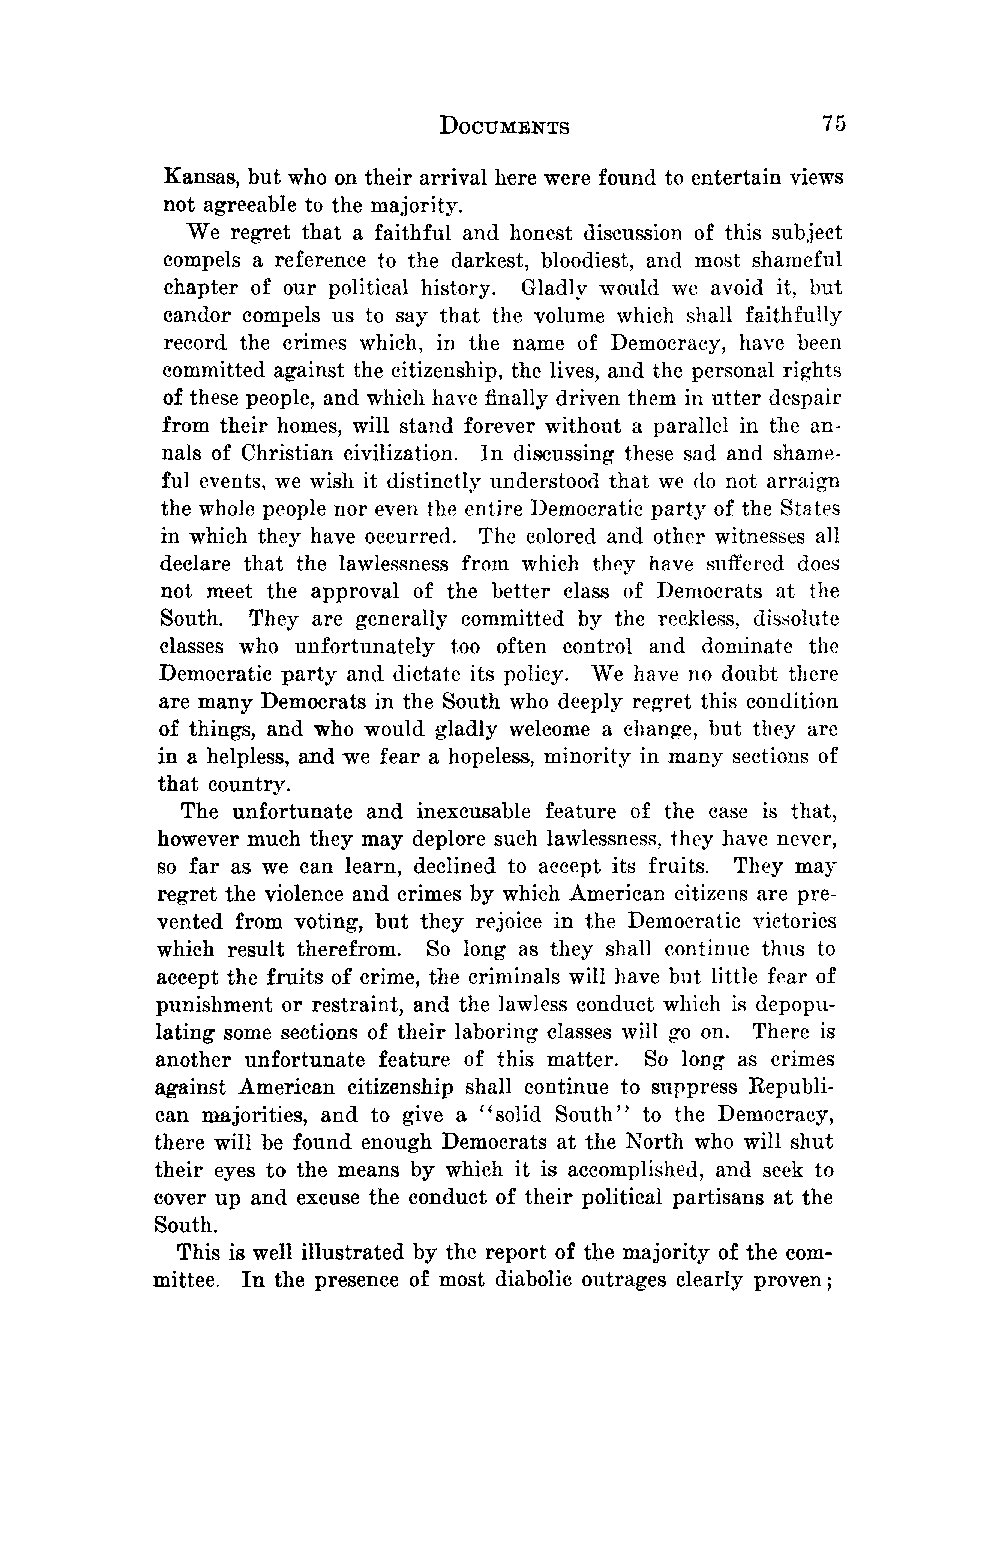 DOCUMENTS 75
Kansas, but who on their arrival here were found to entertain views
not agreeable to the majority.
We regret that a faithful and honest discussion of this subject
compels a reference to the darkest, bloodiest, and most shameful
chapter of our political history. Gladly would we avoid it, but
candor compels us to say that the volume which shall faithfully
record the crimes which, in the name of Democracy, have been
committed against the citizenship, the lives, and the personal rights
of these people, and which have finally driven them in utter despair
from their homes, will stand forever without a parallel in the an-
nals of Christian civilization. In discussing these sad and shame-
ful events, we wish it distinctly understood that we do not arraign
the whole people nor even the entire Democratic party of the States
in which they have occurred. The colored and other witnesses all
declare that the lawlessness from which they have suffered does
not meet the approval of the better class of Democrats at the
South. They are generally committed by the reckless, dissolute
classes who unfortunately too often control and dominate the
Democratic party and dictate its policy. We have no doubt there
are many Democrats in the South who deeply regret this condition
of things, and who would gladly welcome a change, but they are
in a helpless, and we fear a hopeless, minority in many sections of
that country.
The unfortunate and inexcusable feature of the case is that,
however much they may deplore such lawlessness, they have never,
so far as we can learn, declined to accept its fruits. They may
regret the violence and crimes by which American citizens are pre-
vented from voting, but they rejoice in the Democratic victories
which result therefrom. So long as they shall continue thus to
accept the fruits of crime, the criminals will have but little fear of
punishment or restraint, and the lawless conduct which is depopu-
lating some sections of their laboring classes will go on. There is
another unfortunate feature of this matter. So long as crimes
against American citizenship shall continue to suppress Republi-
can majorities, and to give a "solid South" to the Democracy,
there will be found enough Democrats at the North who will shut
their eyes to the means by which it is accomplished, and seek to
cover up and excuse the conduct of their political partisans at the
South.
This is well illustrated by the report of the majority of the com-
mittee. In the presence of most diabolic outrages clearly proven;